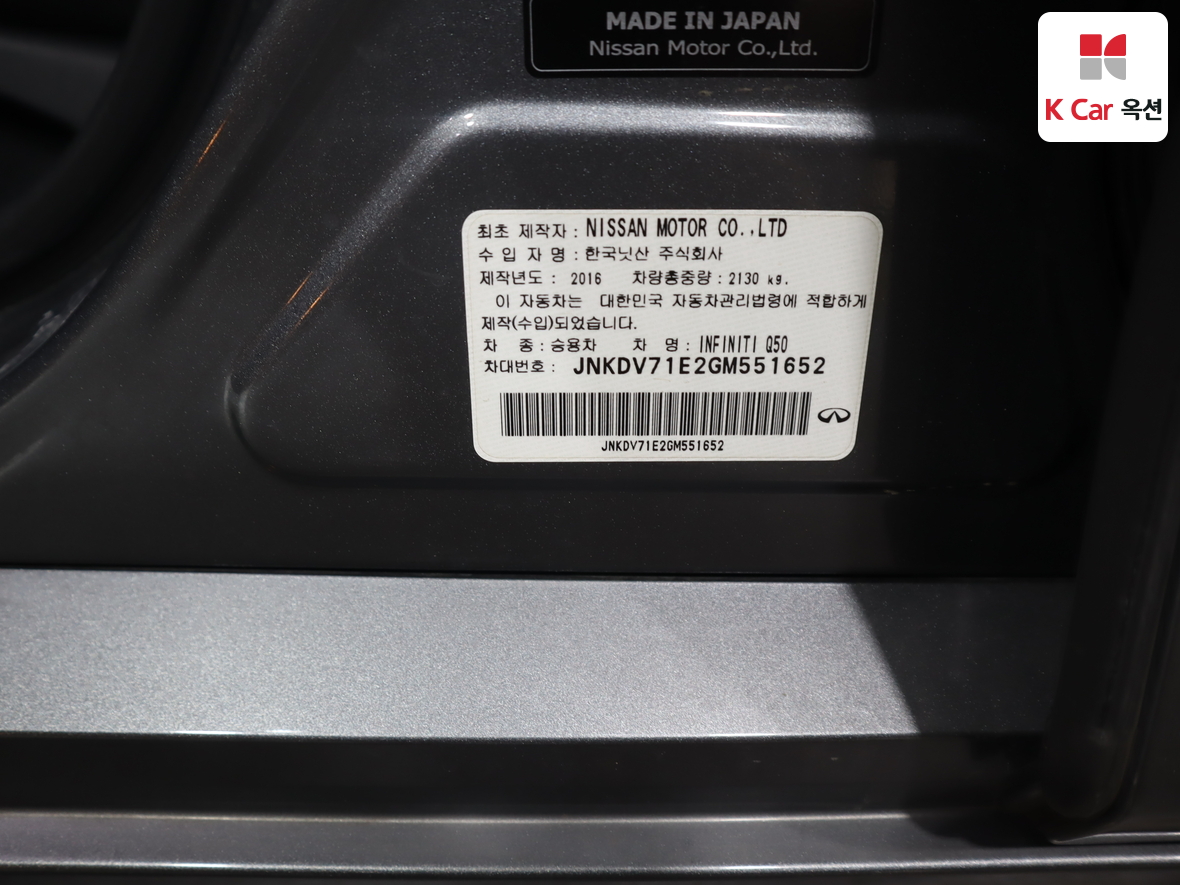 MADE IN JAPAN
Nissan Motor Co.,Ltd.
K Car 옥션
최초 제작자 : NISSAN MOTOR CO.,LTD
수 입 자 명 : 한국닛산 주식회사
제작년도 : 2016 차량총중량 : 2130 kg.
이 자동차는 대한민국 자동차관리법령에 적합하게
제작(수입)되었습니다.
차 종 : 승용차 차 명 : INFINITI Q50
차대번호 : JNKDV71E2GM551652
JNKDV71E2GM551652